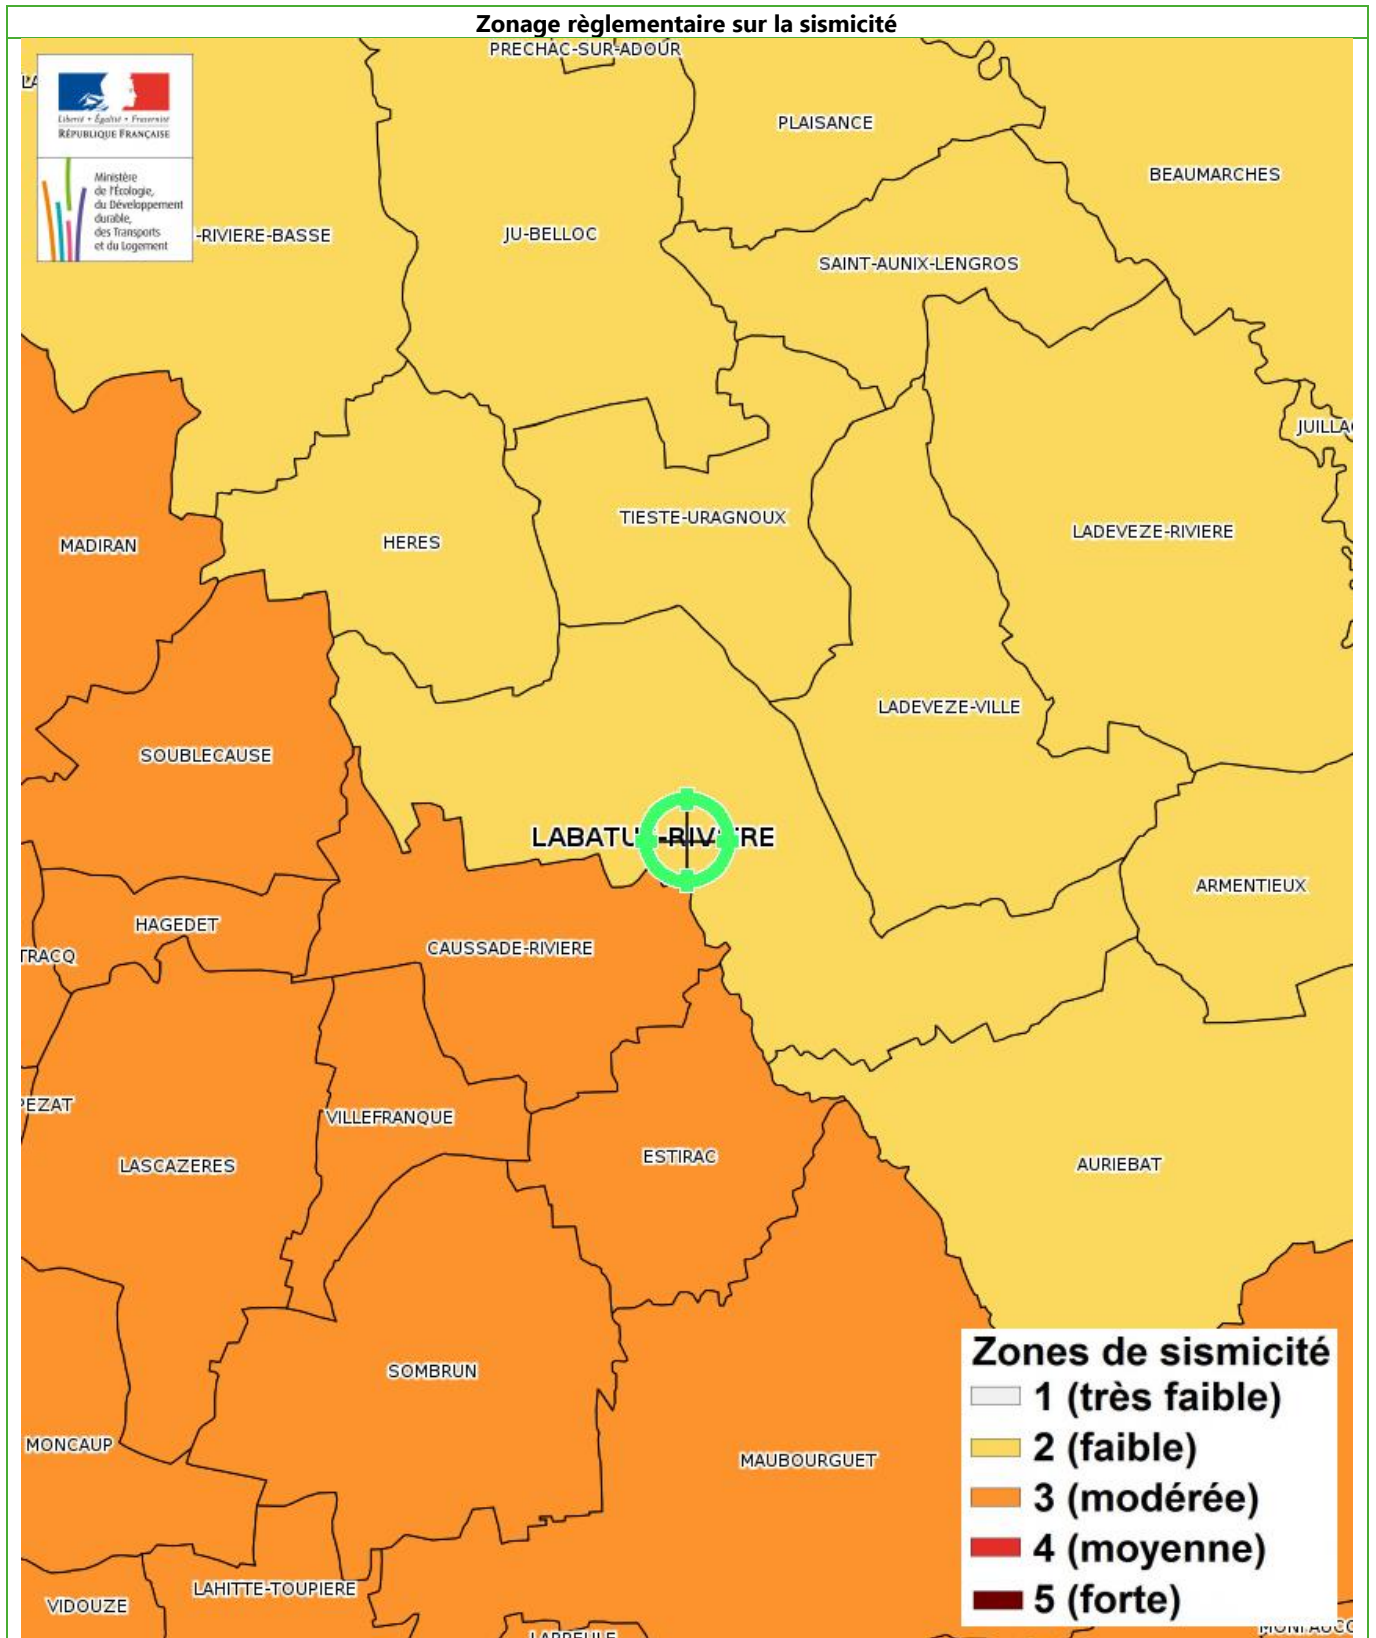 Zonage règlementaire sur la sismicité
PRECHAC-SUR-ADOUR
Liberté • Égalité • Fraternité
RÉPUBLIQUE FRANÇAISE
PLAISANCE
BEAUMARCHES
Ministère
de l'Écologie,
du Développement
durable,
des Transports
et du Logement
-RIVIERE-BASSE
JU-BELLOC
SAINT-AUNIX-LENGROS
JUILLA
TIESTE-URAGNOUX
LADEVEZE-RIVIERE
MADIRAN
HERES
LADEVEZE-VILLE
SOUBLECAUSE
LABATU -RIVIERE
ARMENTIEUX
HAGEDET
CAUSSADE-RIVIERE
TRACQ
PEZAT
VILLEFRANQUE
ESTIRAC
LASCAZERES
AURIEBAT
SOMBRUN
MONCAUP
MAUBOURGUET
Zones de sismicité
1 (très faible)
2 (faible)
3 (modérée)
4 (moyenne)
5 (forte)
LAHITTE-TOUPIERE
VIDOUZE